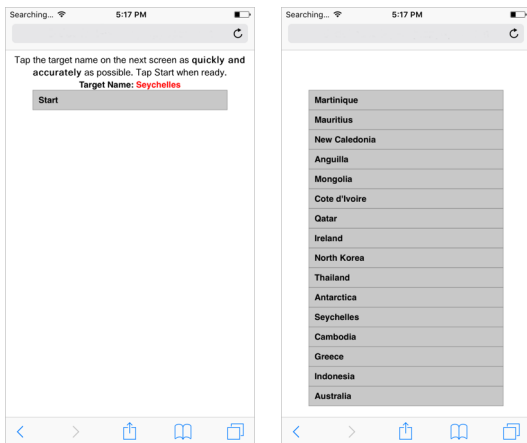 Searching... 5:17 PM
Tap the target name on the next screen as quickly and
accurately as possible. Tap Start when ready.
Target Name: Seychelles
Start
Searching... 5:17 PM
Martinique
Mauritius
New Caledonia
Anguilla
Mongolia
Cote d'Ivoire
Qatar
Ireland
North Korea
Thailand
Antarctica
Seychelles
Cambodia
Greece
Indonesia
Australia